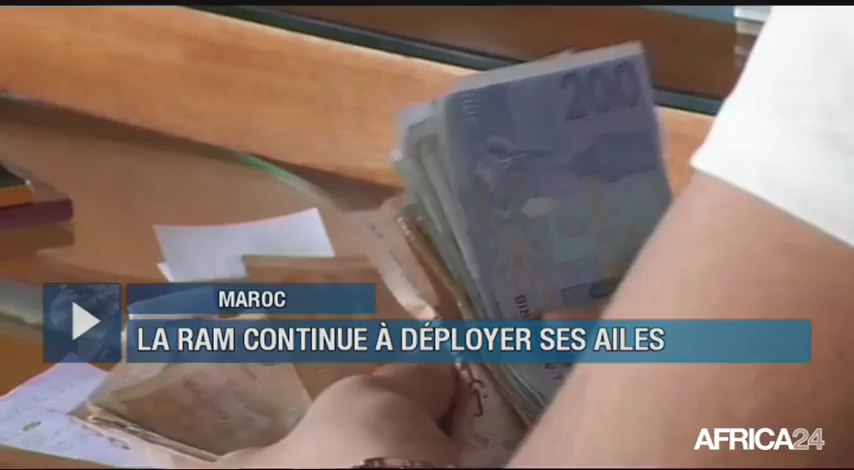 200
MAROC
LA RAM CONTINUE À DÉPLOYER SES AILES
AFRICA24